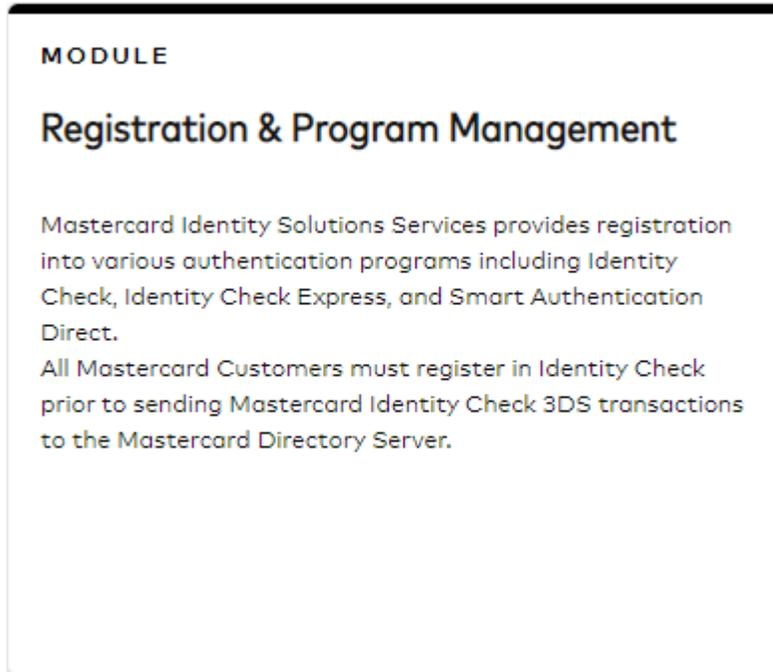 MODULE
Registration & Program Management
Mastercard Identity Solutions Services provides registration
into various authentication programs including Identity
Check, Identity Check Express, and Smart Authentication
Direct.
All Mastercard Customers must register in Identity Check
prior to sending Mastercard Identity Check 3DS transactions
to the Mastercard Directory Server.